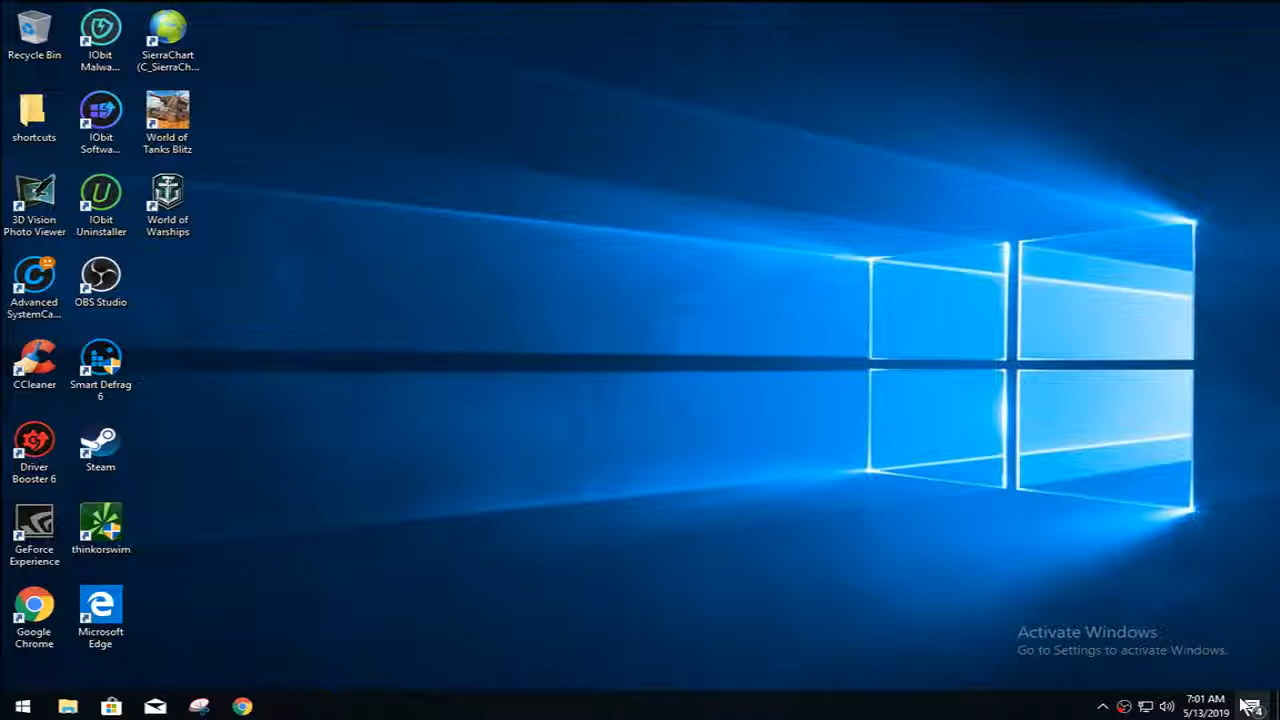 Recycle Bin
IObit
Malwa...
SierraChart
(C_SierraCh...
shortcuts
IObit
Softwa...
World of
Tanks Blitz
3D Vision
Photo Viewer
IObit
Uninstaller
World of
Warships
Advanced
SystemCa...
OBS Studio
CCleaner
Smart Defrag
6
Driver
Booster 6
Steam
GeForce
Experience
thinkorswim
Google
Chrome
Microsoft
Edge
Activate Windows
Go to Settings to activate Windows.
7:01 AM
5/13/2019
4